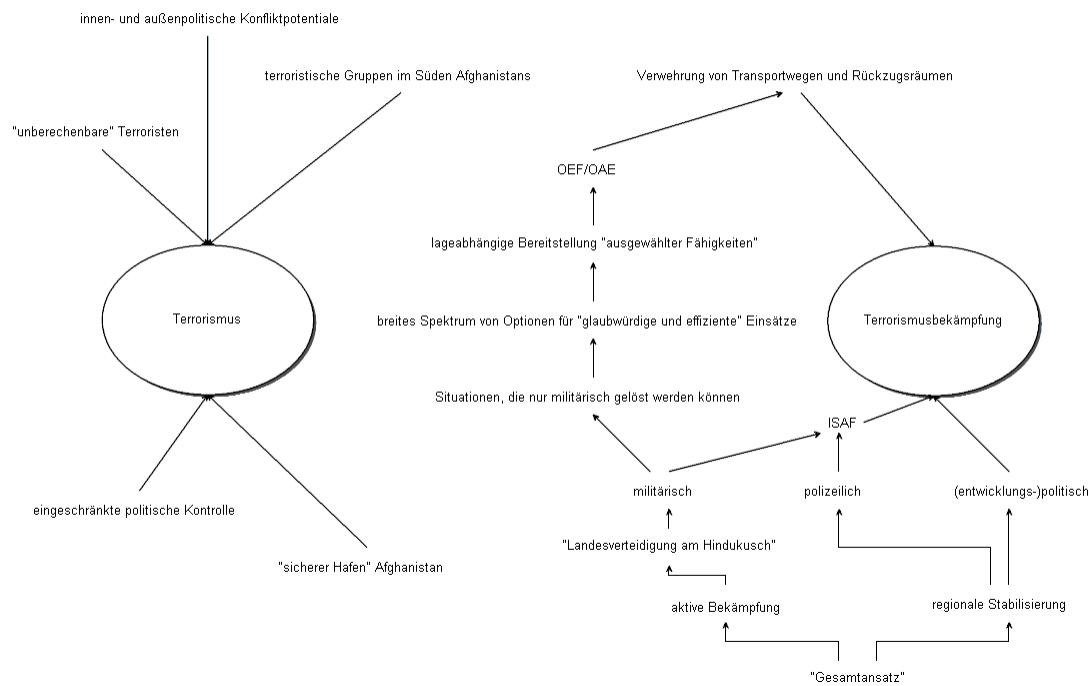 innen- und außenpolitische Konfliktpotentiale
terroristische Gruppen im Süden Afghanistans
Verwehrung von Transportwegen und Rückzugsräumen
"unberechenbare" Terroristen
OEF/OAE
lageabhängige Bereitstellung "ausgewählter Fähigkeiten"
Terrorismus
breites Spektrum von Optionen für "glaubwürdige und effiziente" Einsätze
Terrorismusbekämpfung
Situationen, die nur militärisch gelöst werden können
ISAF
militärisch
polizeilich
(entwicklungs-)politisch
eingeschränkte politische Kontrolle
"Landesverteidigung am Hindukusch"
"sicherer Hafen" Afghanistan
aktive Bekämpfung
regionale Stabilisierung
"Gesamtansatz"